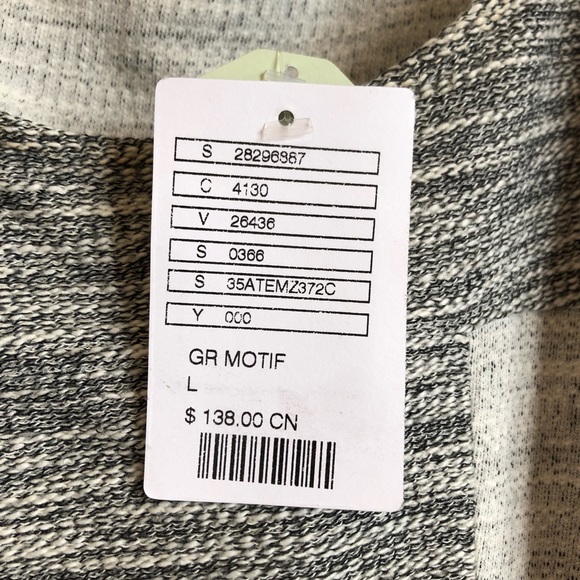 S 28296867
C 4130
V 26436
S 0366
S 35ATEMZ372C
Y 000
GR MOTIF
L
$ 138.00 CN